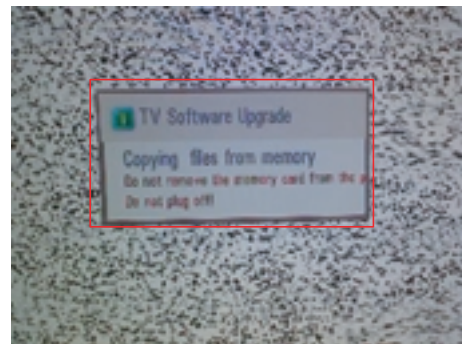 TV Software Upgrade
Copying files from memory
Do not remove the memory card from the
Do not plug off!